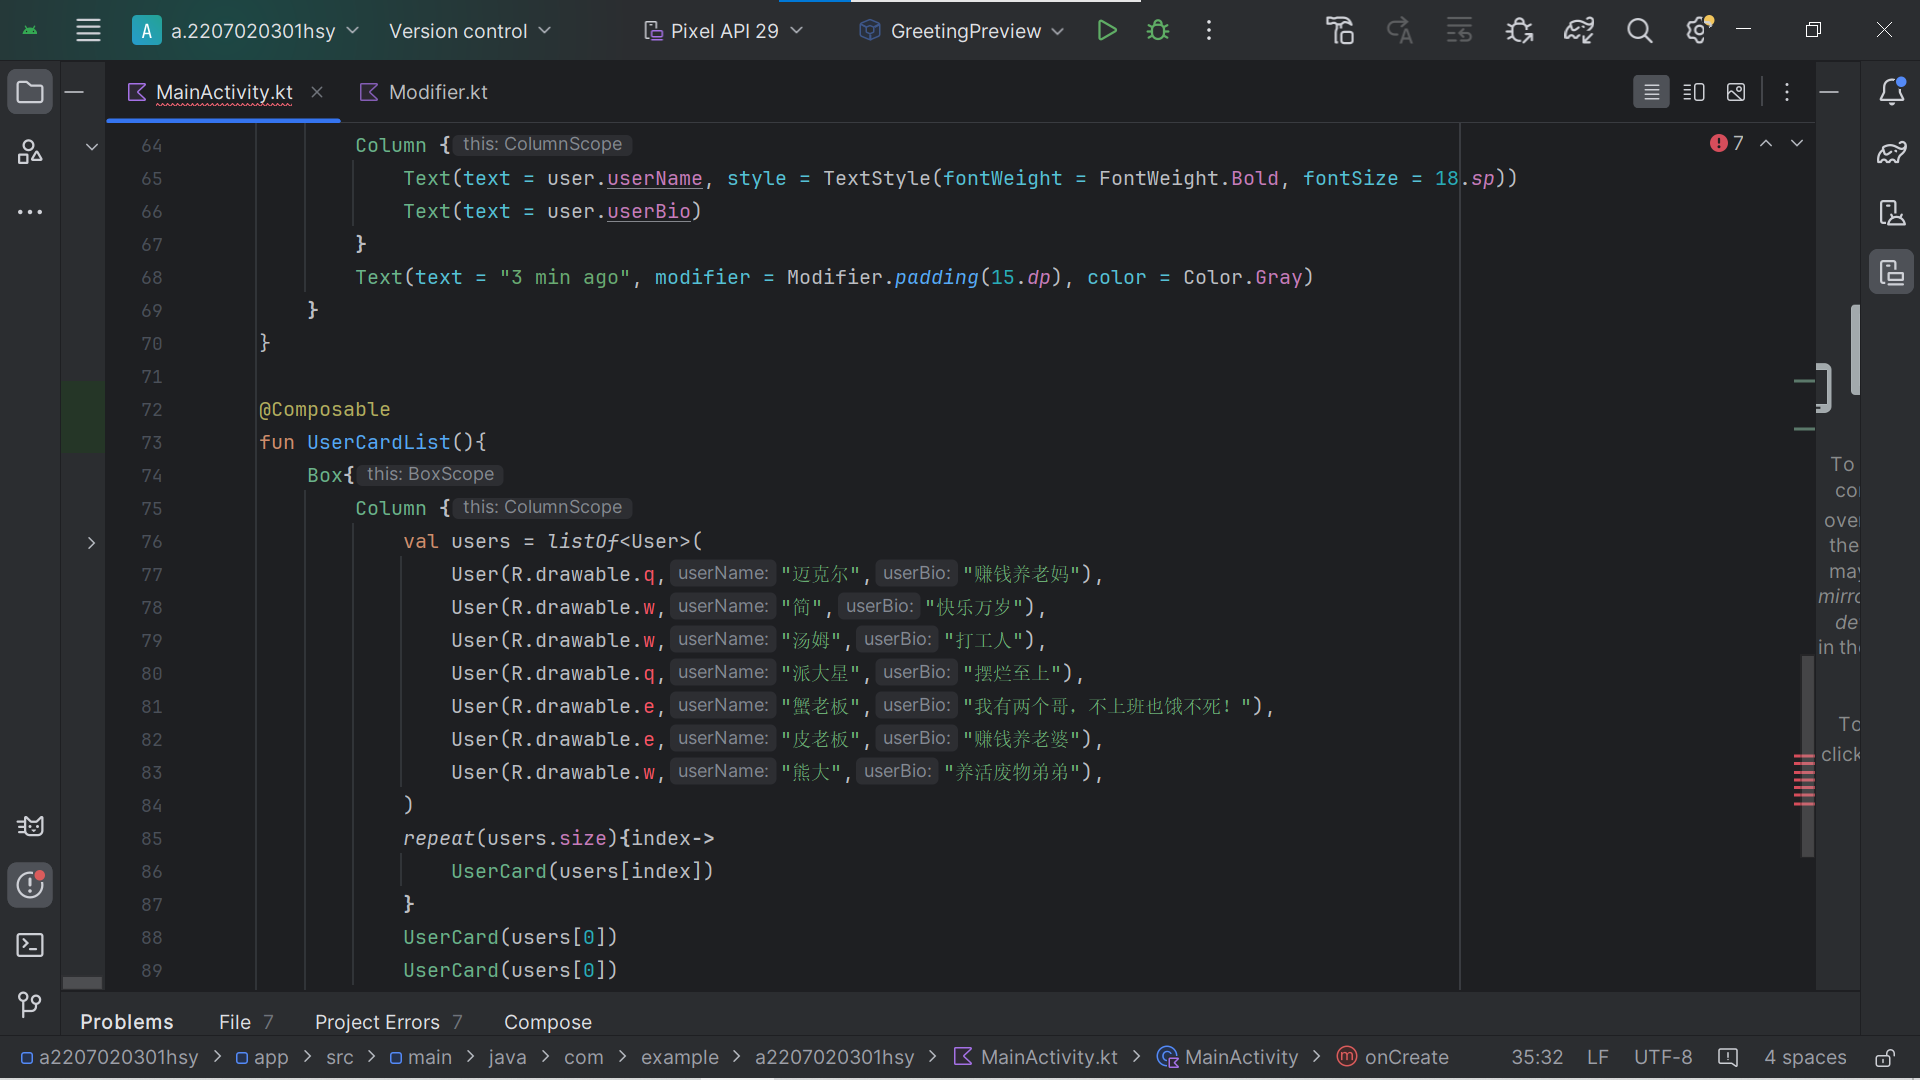 A a.2207020301hsy Version control Pixel API 29 GreetingPreview
MainActivity.kt Modifier.kt
7
64 Column { this: ColumnScope
65 Text(text = user.userName, style = TextStyle(fontWeight = FontWeight.Bold, fontSize = 18.sp))
66 Text(text = user.userBio)
67 }
68 Text(text = "3 min ago", modifier = Modifier.padding(15.dp), color = Color.Gray)
69 }
70 }
71
72 @Composable
73 fun UserCardList(){
74 Box{ this: BoxScope
75 Column { this: ColumnScope
76 val users = listOf<User>(
77 User(R.drawable.q, userName: "迈克尔", userBio: "赚钱养老妈"),
78 User(R.drawable.w, userName: "简", userBio: "快乐万岁"),
79 User(R.drawable.w, userName: "汤姆", userBio: "打工人"),
80 User(R.drawable.q, userName: "派大星", userBio: "摆烂至上"),
81 User(R.drawable.e, userName: "蟹老板", userBio: "我有两个哥，不上班也饿不死！"),
82 User(R.drawable.e, userName: "皮老板", userBio: "赚钱养老婆"),
83 User(R.drawable.w, userName: "熊大", userBio: "养活废物弟弟"),
84 )
85 repeat(users.size){index->
86 UserCard(users[index])
87 }
88 UserCard(users[0])
89 UserCard(users[0])
To
over
the
may
in the
To
click
Problems File 7 Project Errors 7 Compose
a2207020301hsy > app > src > main > java > com > example > a2207020301hsy > MainActivity.kt > MainActivity > onCreate 35:32 LF UTF-8 4 spaces